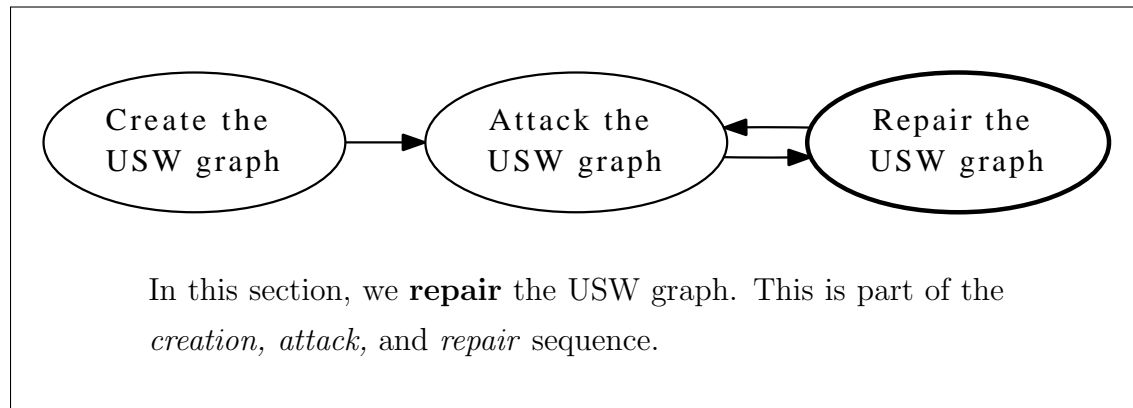 Create the
USW graph
Attack the
USW graph
Repair the
USW graph
In this section, we repair the USW graph. This is part of the
creation, attack, and repair sequence.